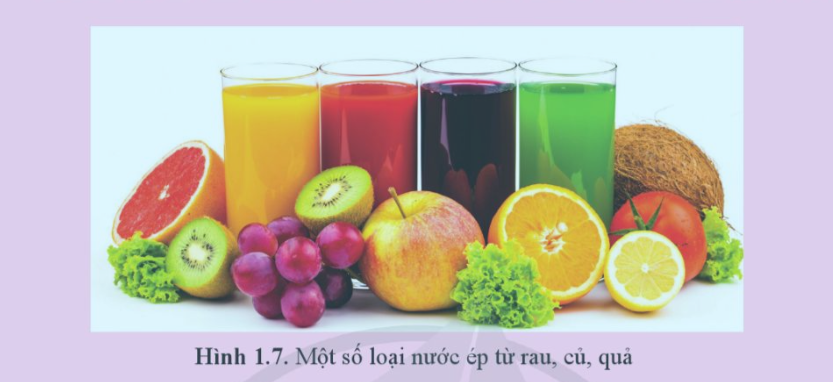 Hình 1.7. Một số loại nước ép từ rau, củ, quả